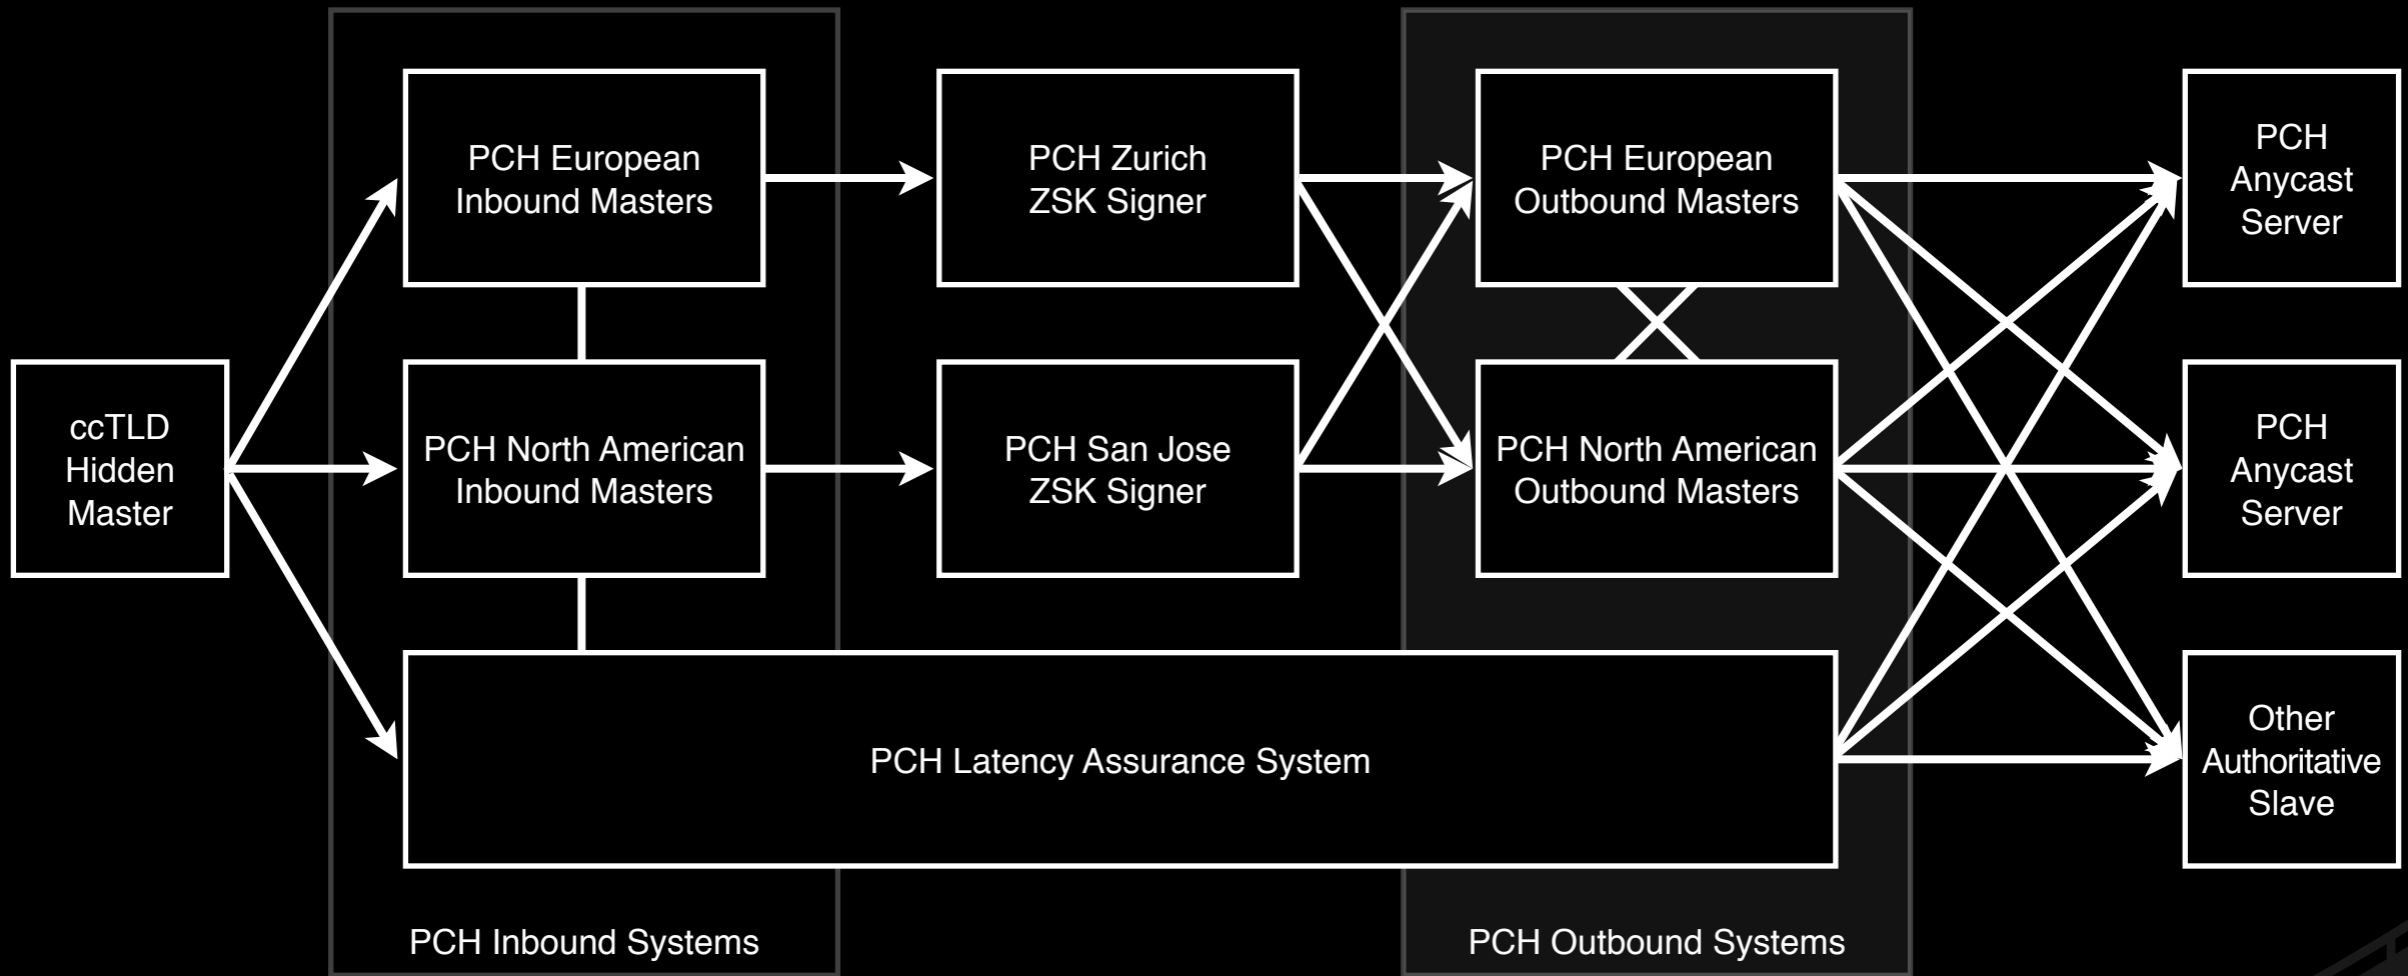 PCH European
Inbound Masters
PCH Zurich
ZSK Signer
PCH European
Outbound Masters
PCH
Anycast
Server
ccTLD
Hidden
Master
PCH North American
Inbound Masters
PCH San Jose
ZSK Signer
PCH North American
Outbound Masters
PCH
Anycast
Server
PCH Latency Assurance System
Other
Authoritative
Slave
PCH Inbound Systems
PCH Outbound Systems